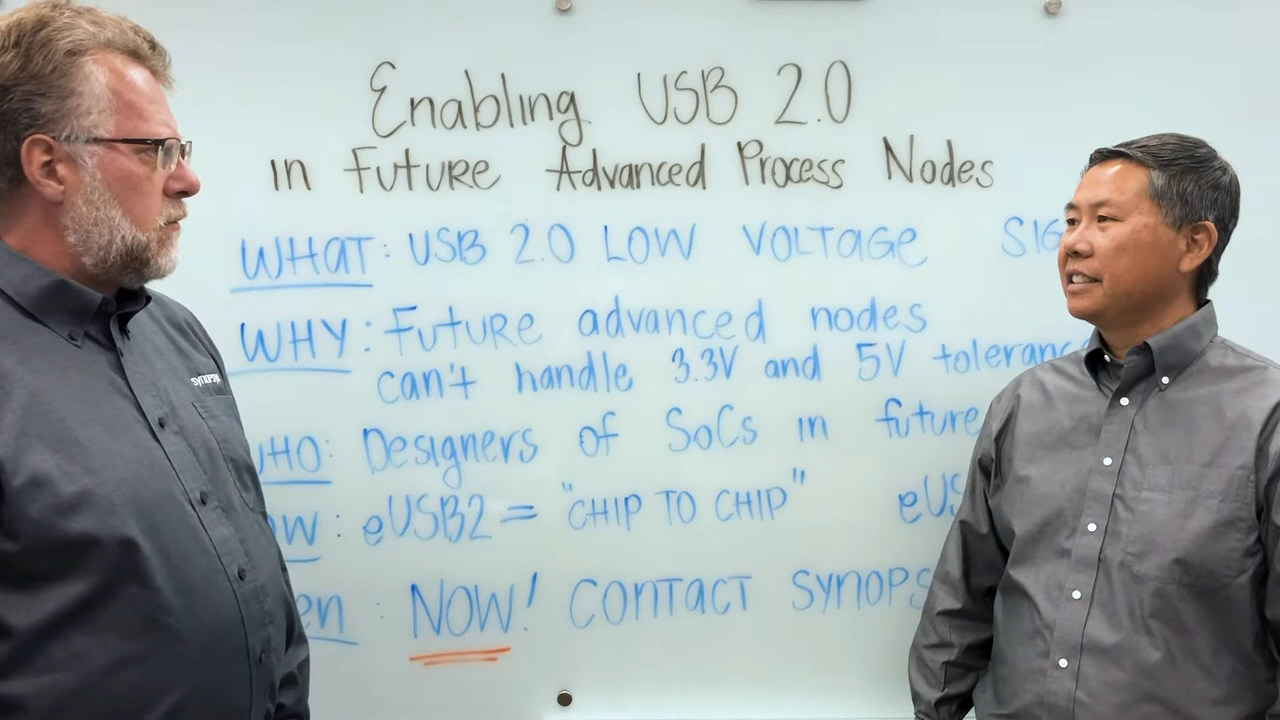 Enabling USB 2.0
in Future Advanced Process Nodes
WHAT: USB 2.0 LOW VOLTAGE
WHY: Future advanced nodes
can't handle 3.3V and 5V
: Designers of SoCs in future
: eUSB2 = "CHIP TO CHIP"
: NOW! CONTACT